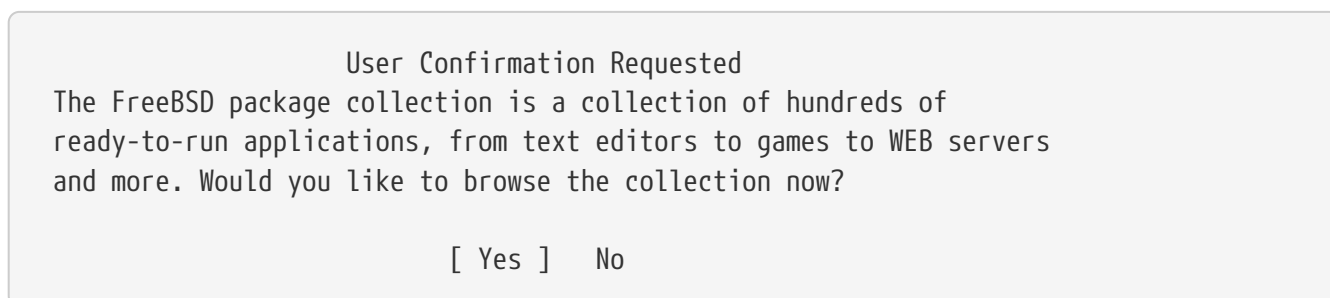 User Confirmation Requested
The FreeBSD package collection is a collection of hundreds of
ready-to-run applications, from text editors to games to WEB servers
and more. Would you like to browse the collection now?
[ Yes ]   No